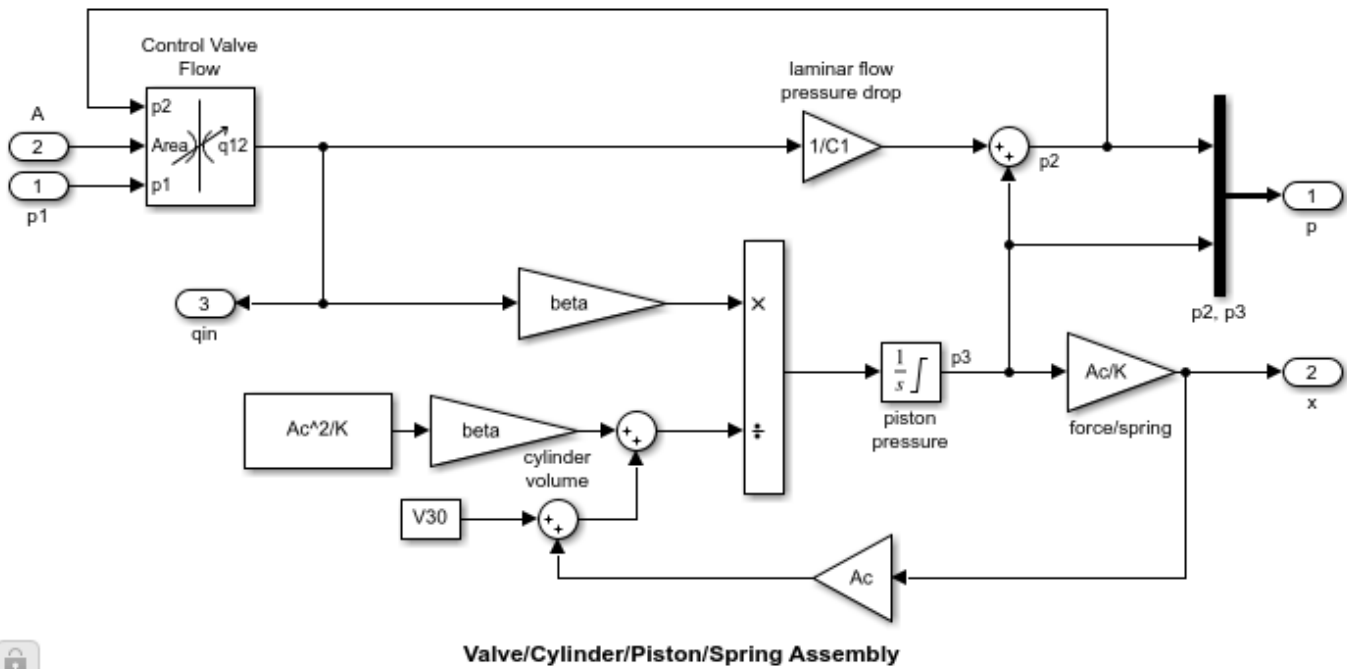 Control Valve
Flow
laminar flow
pressure drop
A
2
1
p1
p2
Area
p1
q12
1/C1
+
+
p2
1
p
p2, p3
3
qin
beta
×
÷
1
s
p3
piston
pressure
Ac/K
force/spring
2
x
Ac^2/K
beta
+
+
cylinder
volume
V30
+
+
Ac
Valve/Cylinder/Piston/Spring Assembly